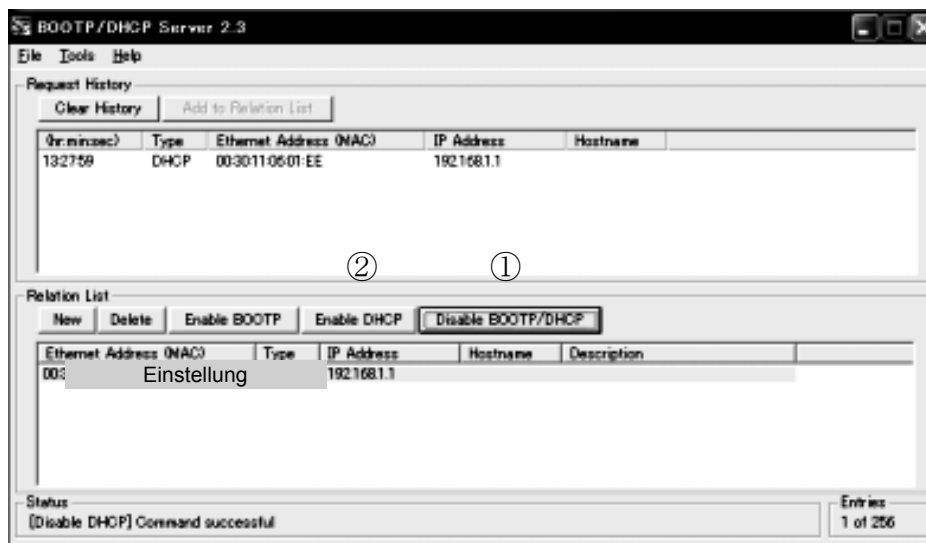 BOOTP/DHCP Server 2.3
File Tools Help
Request History
Clear History Add to Relation List
(hr:min:sec) Type Ethernet Address (MAC) IP Address Hostname
13:27:59 DHCP 00:30:11:06:01:EE 192.168.1.1
② ①
Relation List
New Delete Enable BOOTP Enable DHCP Disable BOOTP/DHCP
Ethernet Address (MAC) Type IP Address Hostname Description
00:3 Einstellung 192.168.1.1
Status
[Disable DHCP] Command successful
Entries
1 of 256